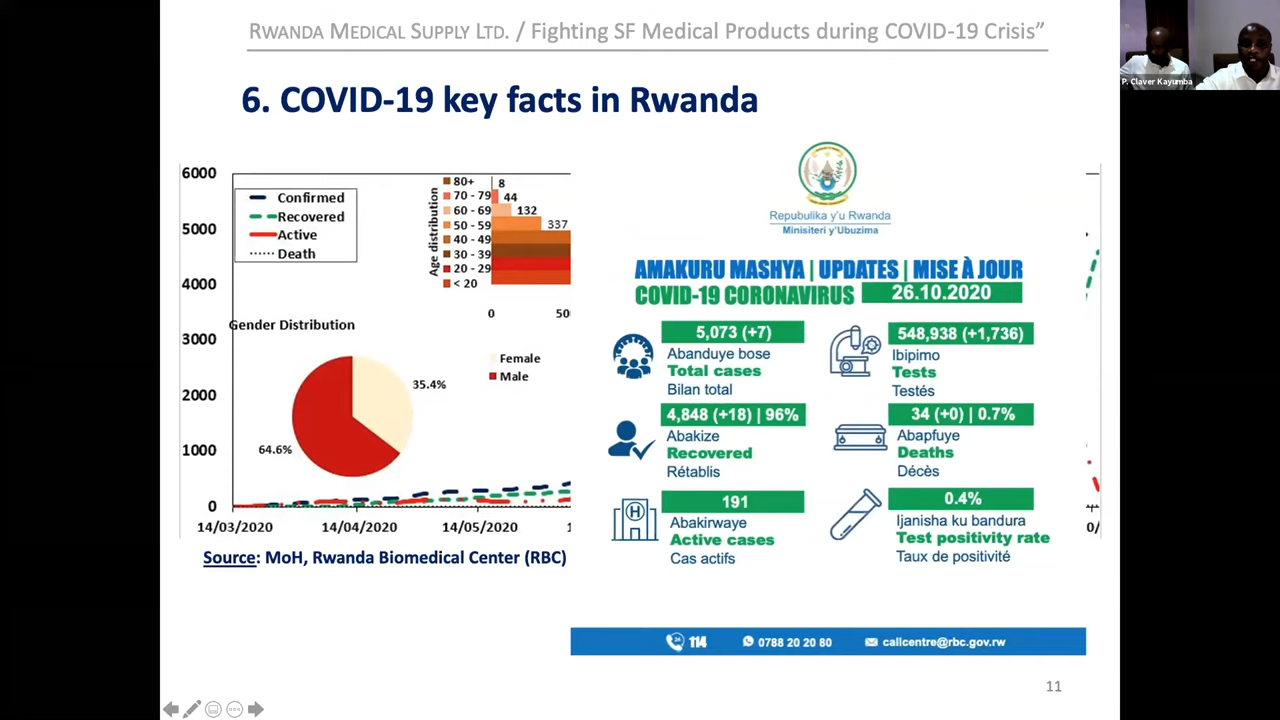 RWANDA MEDICAL SUPPLY LTD. / Fighting SF Medical Products during COVID-19 Crisis”
P. Claver Kayumba
6. COVID-19 key facts in Rwanda
6000
5000
4000
3000
2000
1000
0
Confirmed
Recovered
Active
Death
Age distribution
80+ 8
70 - 79 44
60 - 69 132
50 - 59 337
40 - 49
30 - 39
20 - 29
< 20
0 50
Gender Distribution
Female
Male
35.4%
64.6%
14/03/2020 14/04/2020 14/05/2020 1
0/
Source: MoH, Rwanda Biomedical Center (RBC)
Repubulika y'u Rwanda
Minisiteri y'Ubuzima
AMAKURU MASHYA | UPDATES | MISE À JOUR
COVID-19 CORONAVIRUS 26.10.2020
5,073 (+7)
Abanduye bose
Total cases
Bilan total
548,938 (+1,736)
Ibipimo
Tests
Testés
4,848 (+18) | 96%
Abakize
Recovered
Rétablis
34 (+0) | 0.7%
Abapfuye
Deaths
Décès
H
191
Abakirwaye
Active cases
Cas actifs
0.4%
Ijanisha ku bandura
Test positivity rate
Taux de positivité
114 0788 20 20 80 callcentre@rbc.gov.rw
11